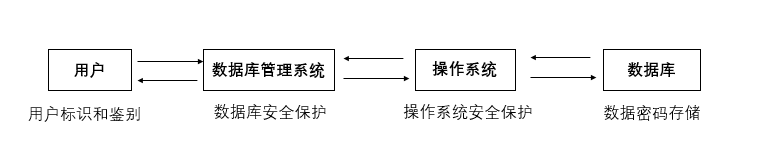 用户
数据库管理系统
操作系统
数据库
用户标识和鉴别
数据库安全保护
操作系统安全保护
数据密码存储